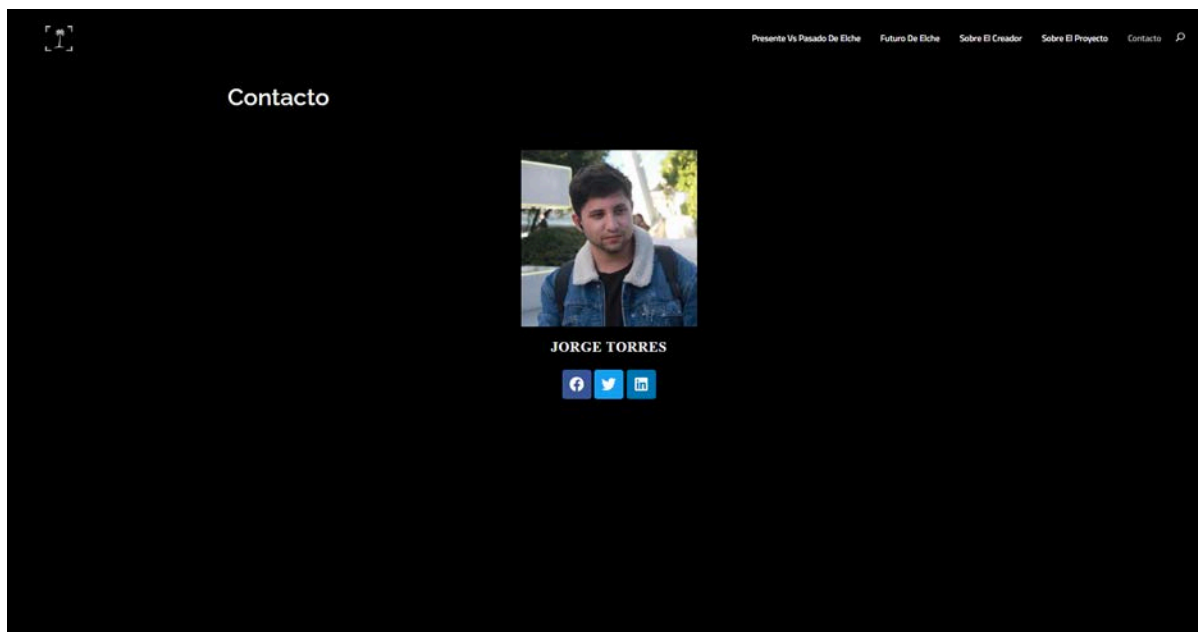 Presente Vs Pasado De Elche Futuro De Elche Sobre El Creador Sobre El Proyecto Contacto
Contacto
JORGE TORRES